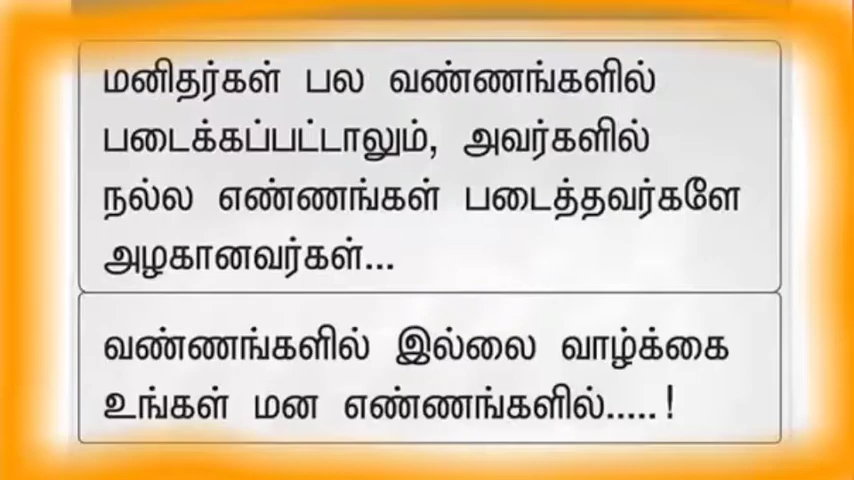 மனிதர்கள் பல வண்ணங்களில்
படைக்கப்பட்டாலும், அவர்களில்
நல்ல எண்ணங்கள் படைத்தவர்களே
அழகானவர்கள்...
வண்ணங்களில் இல்லை வாழ்க்கை
உங்கள் மன எண்ணங்களில்.....!